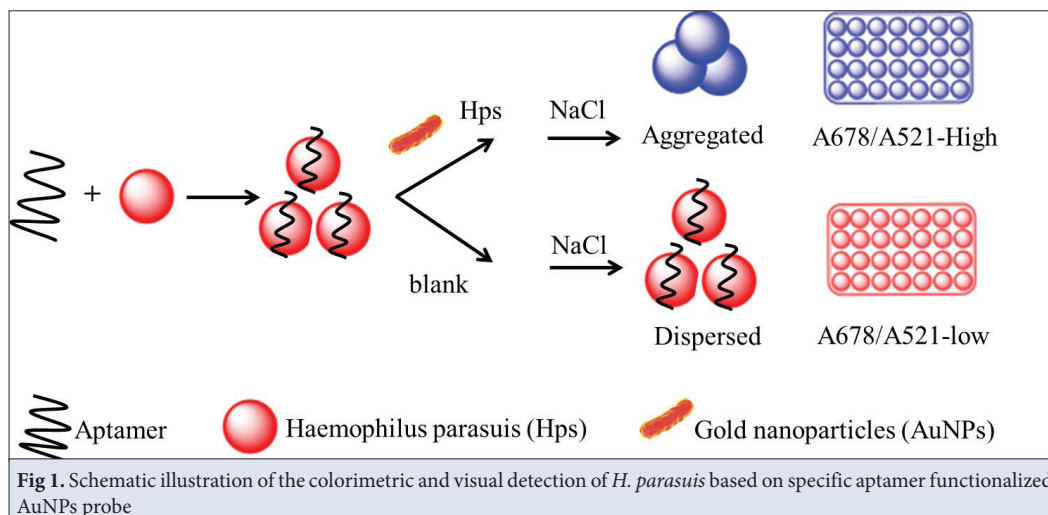 Hps
NaCl
Aggregated
A678/A521-High
+
blank
NaCl
Dispersed
A678/A521-low
Aptamer
Haemophilus parasuis (Hps)
Gold nanoparticles (AuNPs)
Fig 1. Schematic illustration of the colorimetric and visual detection of H. parasuis based on specific aptamer functionalized
AuNPs probe